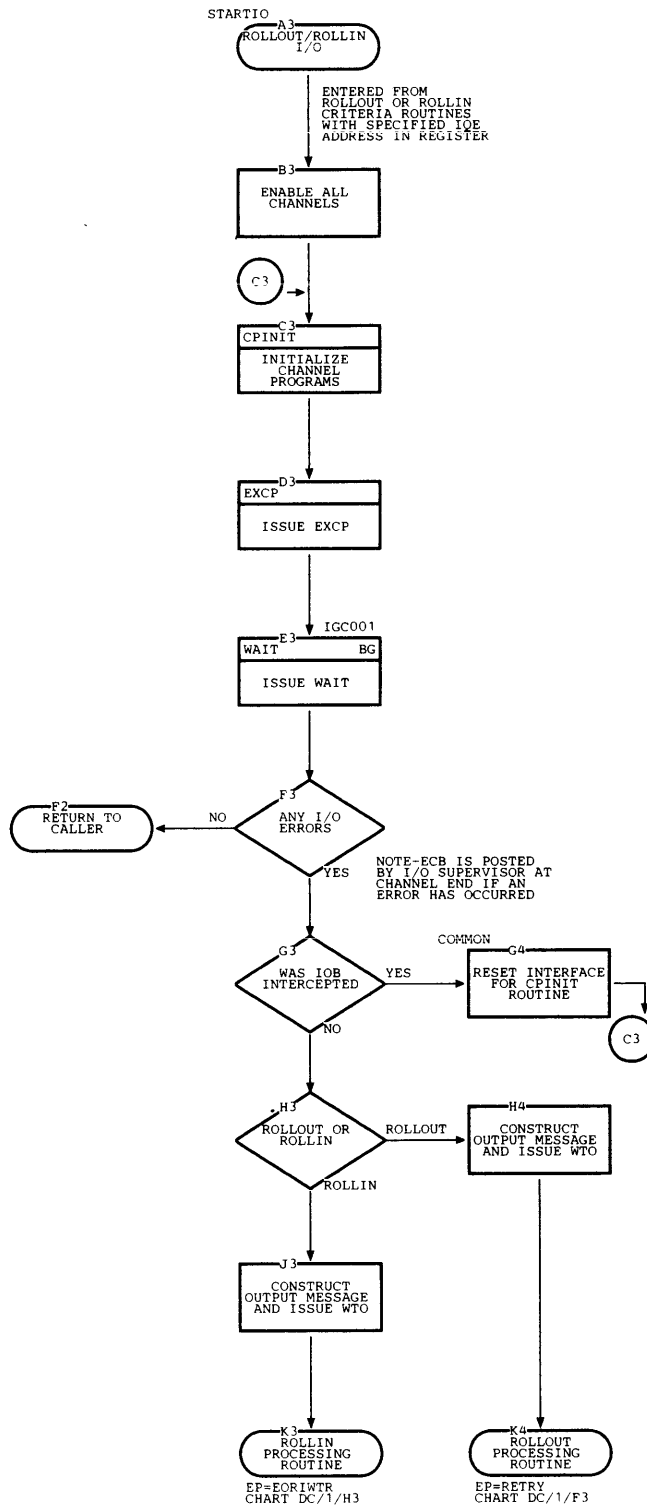 STARTIO
A3
ROLLOUT/ROLLIN
I/O
ENTERED FROM
ROLLOUT OR ROLLIN
CRITERIA ROUTINES
WITH SPECIFIED IQE
ADDRESS IN REGISTER
B3
ENABLE ALL
CHANNELS
C3
C3
CPINIT
INITIALIZE
CHANNEL
PROGRAMS
D3
EXCP
ISSUE EXCP
IGC001
E3
WAIT BG
ISSUE WAIT
F2
RETURN TO
CALLER
NO
F3
ANY I/O
ERRORS
YES
NOTE-ECB IS POSTED
BY I/O SUPERVISOR AT
CHANNEL END IF AN
ERROR HAS OCCURRED
G3
WAS IOB
INTERCEPTED
YES
NO
COMMON
G4
RESET INTERFACE
FOR CPINIT
ROUTINE
C3
H3
ROLLOUT OR
ROLLIN
ROLLOUT
ROLLIN
H4
CONSTRUCT
OUTPUT MESSAGE
AND ISSUE WTO
J3
CONSTRUCT
OUTPUT MESSAGE
AND ISSUE WTO
K3
ROLLIN
PROCESSING
ROUTINE
EP=EORIWTR
CHART DC/1/H3
K4
ROLLOUT
PROCESSING
ROUTINE
EP=RETRY
CHART DC/1/F3